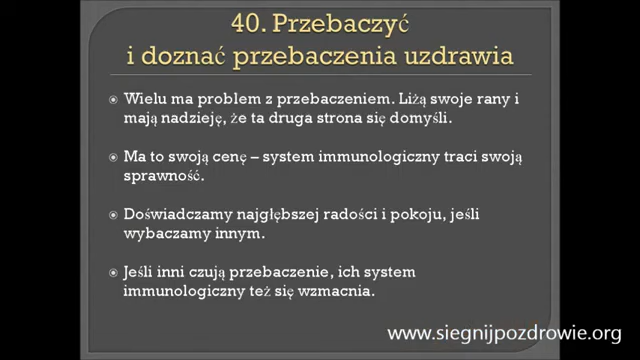 40. Przebaczyć
i doznać przebaczenia uzdrawia
Wielu ma problem z przebaczeniem. Liżą swoje rany i
mają nadzieję, że ta druga strona się domyśli.
Ma to swoją cenę – system immunologiczny traci swoją
sprawność.
Doświadczamy najgłębszej radości i pokoju, jeśli
wybaczamy innym.
Jeśli inni czują przebaczenie, ich system
immunologiczny też się wzmacnia.
www.siegnijpozdrowie.org